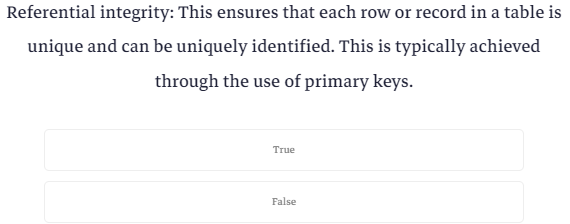 Referential integrity: This ensures that each row or record in a table is
unique and can be uniquely identified. This is typically achieved
through the use of primary keys.
True
False